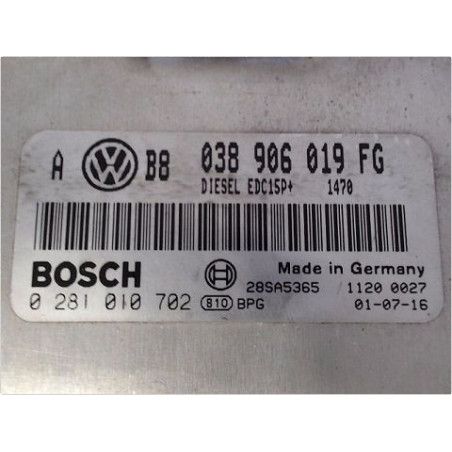 A VW B8 038 906 019 FG
DIESEL EDC15P+ 1470
BOSCH Made in Germany
28SA5365 1120 0027
0 281 010 702 810 BPG 01-07-16